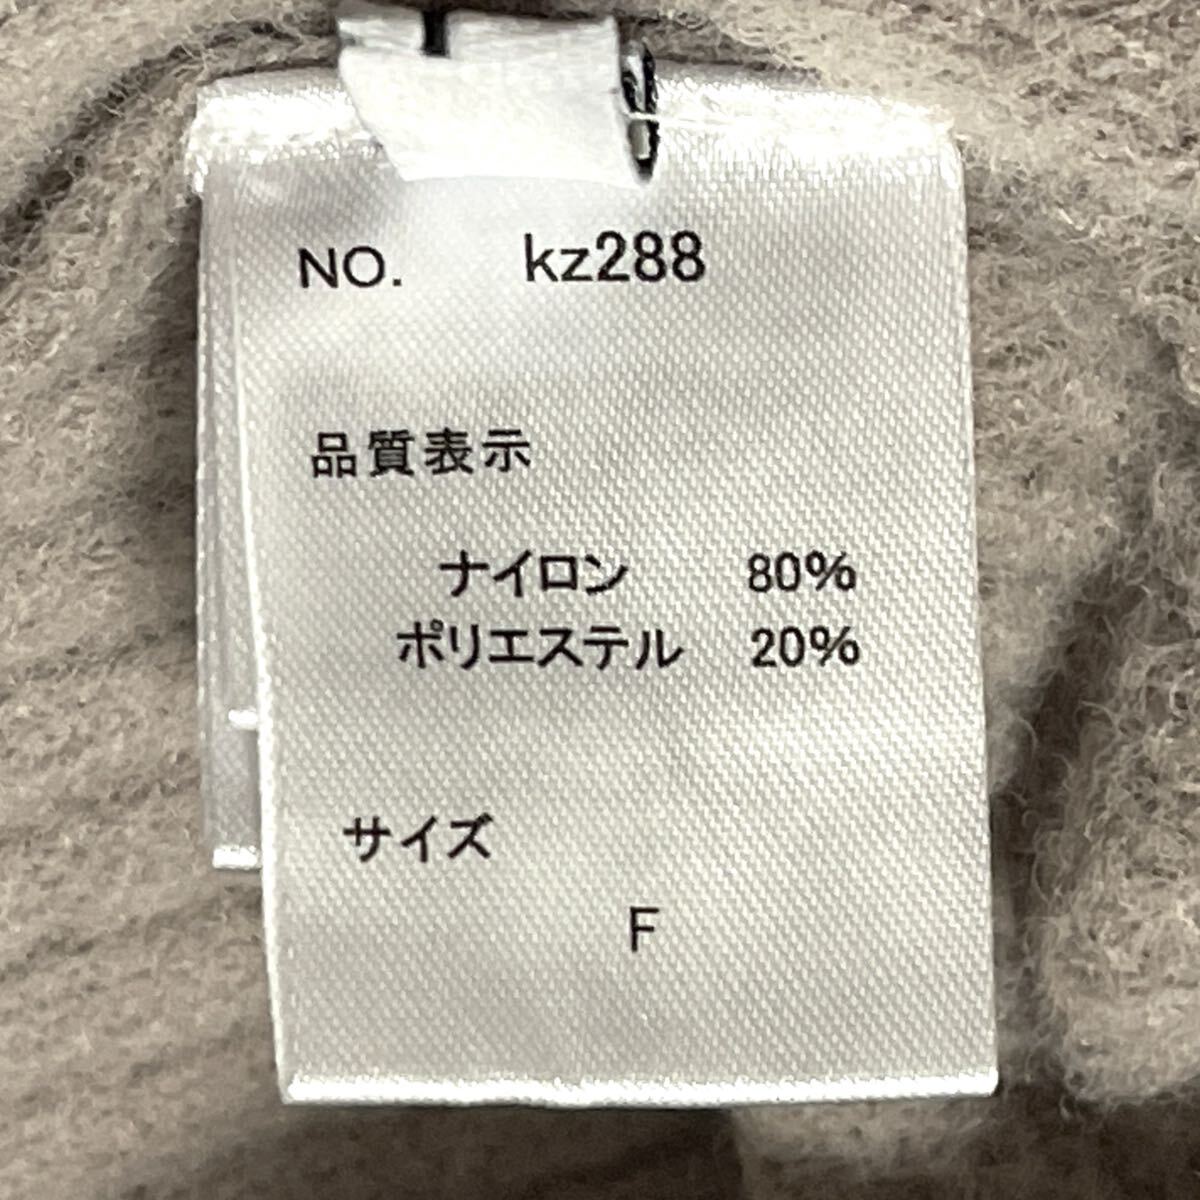 NO. kz288
品質表示
ナイロン 80%
ポリエステル 20%
サイズ
F